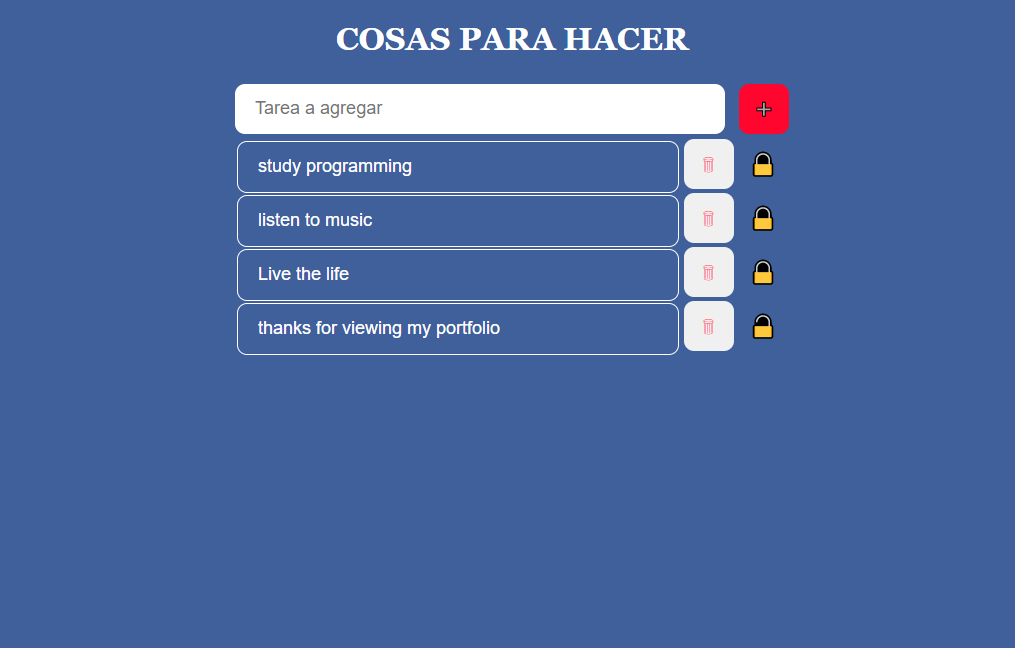 COSAS PARA HACER
Tarea a agregar
study programming
listen to music
Live the life
thanks for viewing my portfolio